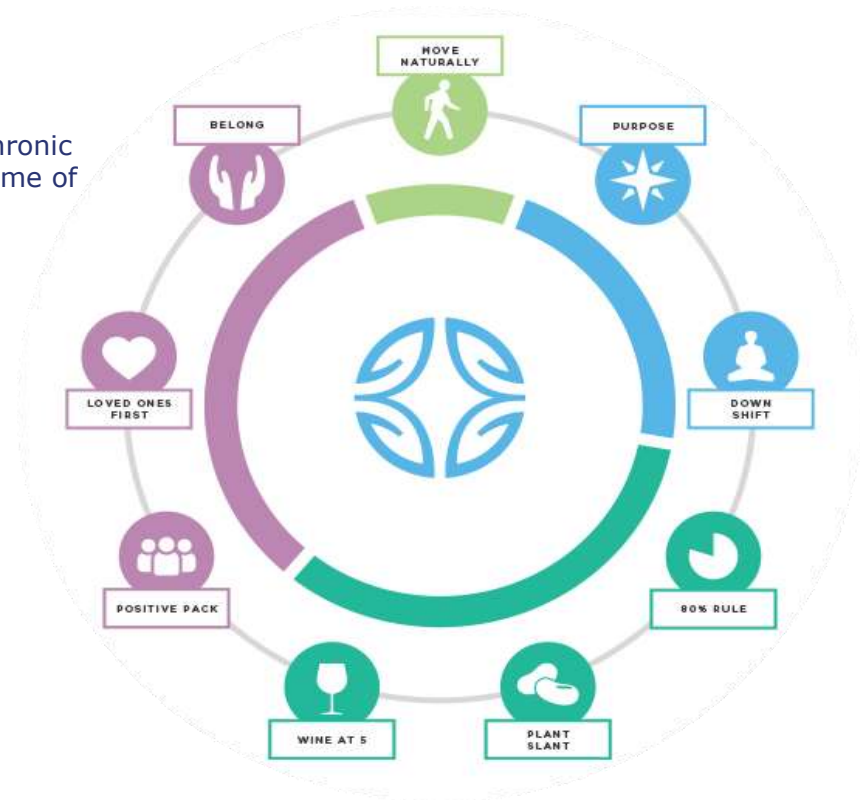 MOVE
NATURALLY
BELONG
PURPOSE
hronic
me of
LOVED ONES
FIRST
DOWN
SHIFT
POSITIVE PACK
80% RULE
WINE AT 5
PLANT
SLANT